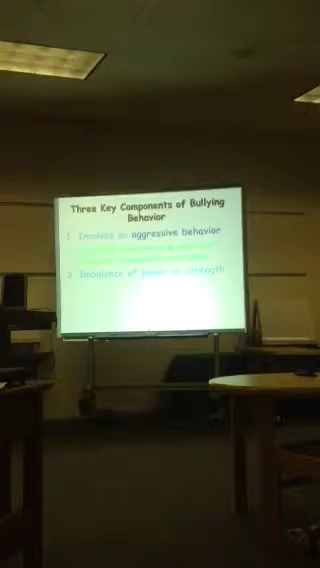 Three Key Components of Bullying
Behavior
1. Involves an aggressive behavior
3. Imbalance of power or strength